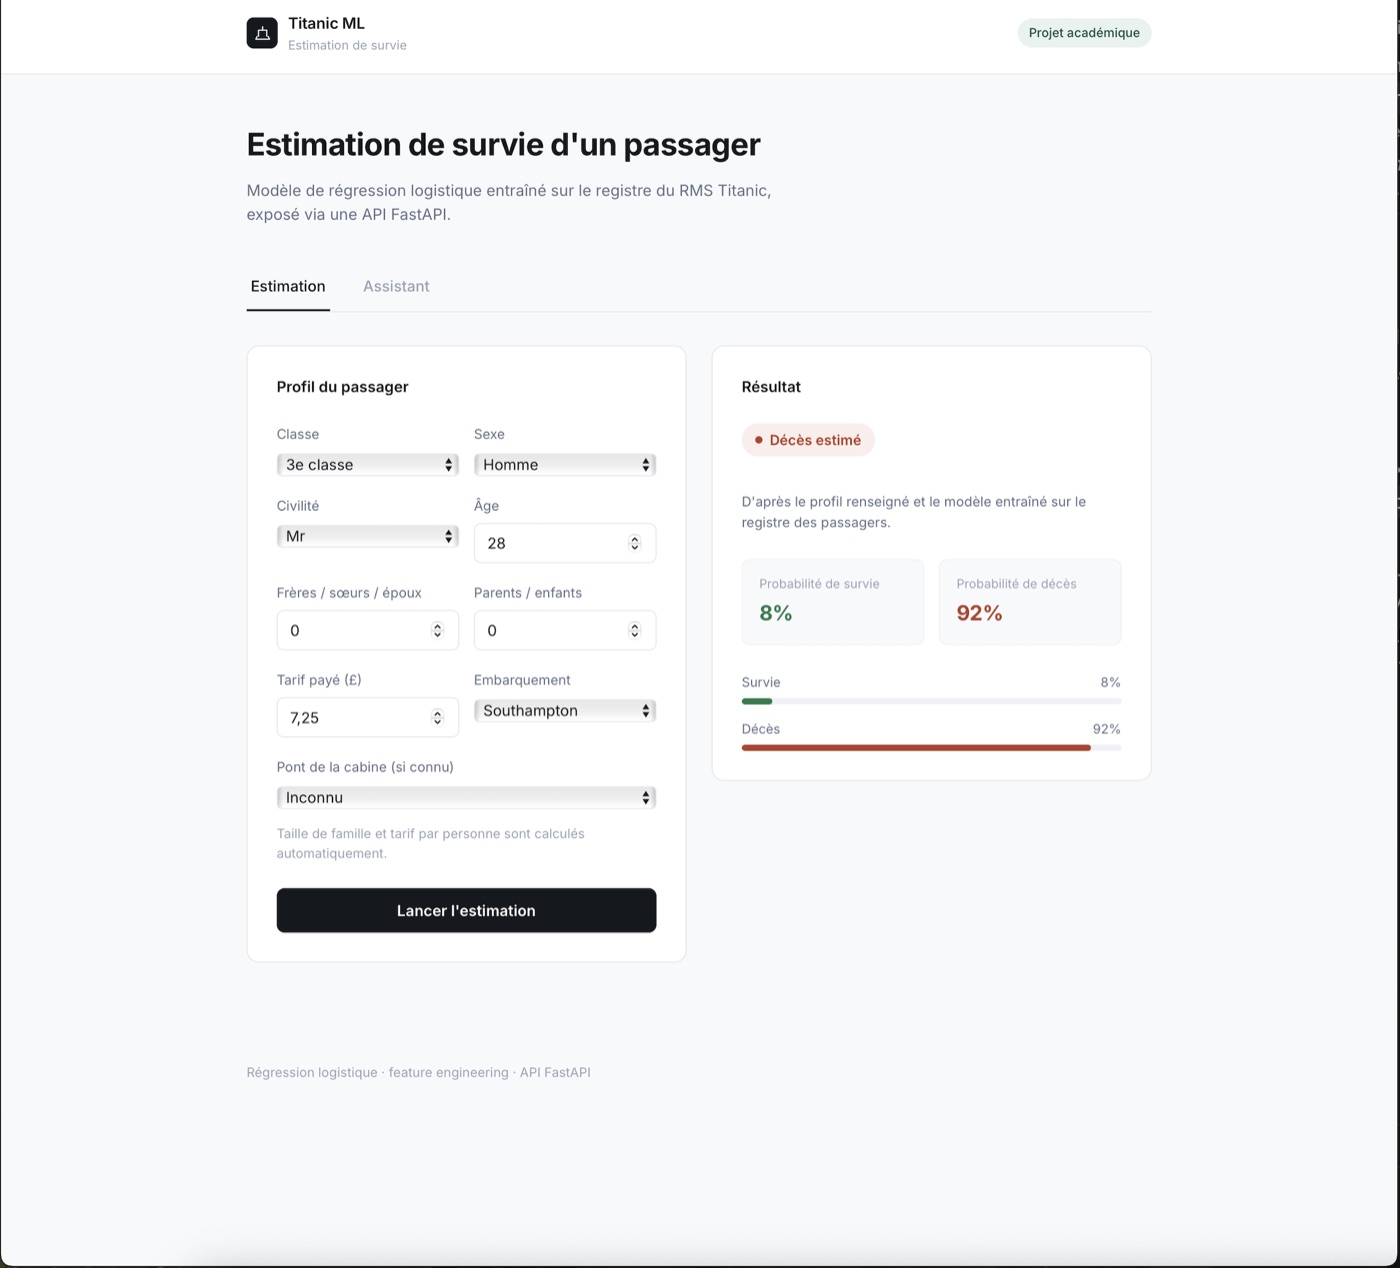 Titanic ML
Estimation de survie
Projet académique
Estimation de survie d'un passager
Modèle de régression logistique entraîné sur le registre du RMS Titanic,
exposé via une API FastAPI.
Estimation
Assistant
Profil du passager
Classe
Sexe
3e classe
Homme
Civilité
Âge
Mr
28
Frères / sœurs / époux
Parents / enfants
0
0
Tarif payé (£)
Embarquement
7,25
Southampton
Pont de la cabine (si connu)
Inconnu
Taille de famille et tarif par personne sont calculés
automatiquement.
Lancer l'estimation
Résultat
Décès estimé
D'après le profil renseigné et le modèle entraîné sur le
registre des passagers.
Probabilité de survie
8%
Probabilité de décès
92%
Survie
8%
Décès
92%
Régression logistique · feature engineering · API FastAPI